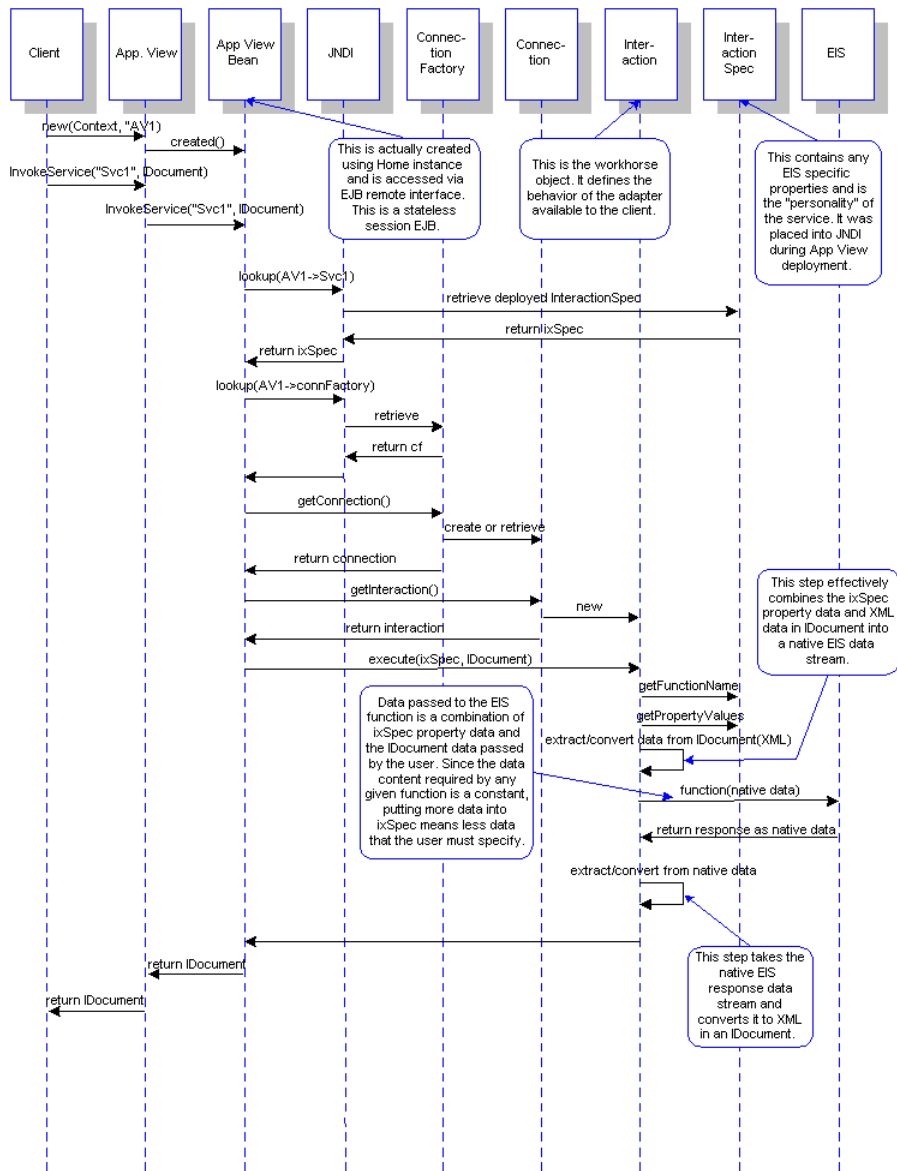 Client
App. View
App View
Bean
JNDI
Connec-
tion
Factory
Connec-
tion
Inter-
action
Inter-
action
Spec
EIS
new(Context, "AV1)
created()
InvokeService("Svc1", IDocument)
InvokeService("Svc1", IDocument)
This is actually created
using Home instance
and is accessed via
EJB remote interface.
This is a stateless
session EJB.
This is the workhorse
object. It defines the
behavior of the adapter
available to the client.
This contains any
EIS specific
properties and is
the "personality" of
the service. It was
placed into JNDI
during App View
deployment.
lookup(AV1->Svc1)
retrieve deployed InteractionSpec
return ixSpec
return ixSpec
lookup(AV1->connFactory)
retrieve
return cf
getConnection()
create or retrieve
return connection
getInteraction()
new
return interaction
execute(ixSpec, IDocument)
This step effectively
combines the ixSpec
property data and XML
data in IDocument into
a native EIS data
stream.
getFunctionName
getPropertyValues
extract/convert data from IDocument(XML)
Data passed to the EIS
function is a combination of
ixSpec property data and
the IDocument data passed
by the user. Since the data
content required by any
given function is a constant,
putting more data into
ixSpec means less data
that the user must specify.
function(native data)
return response as native data
extract/convert from native data
This step takes the
native EIS
response data
stream and
converts it to XML
in an IDocument.
return IDocument
return IDocument